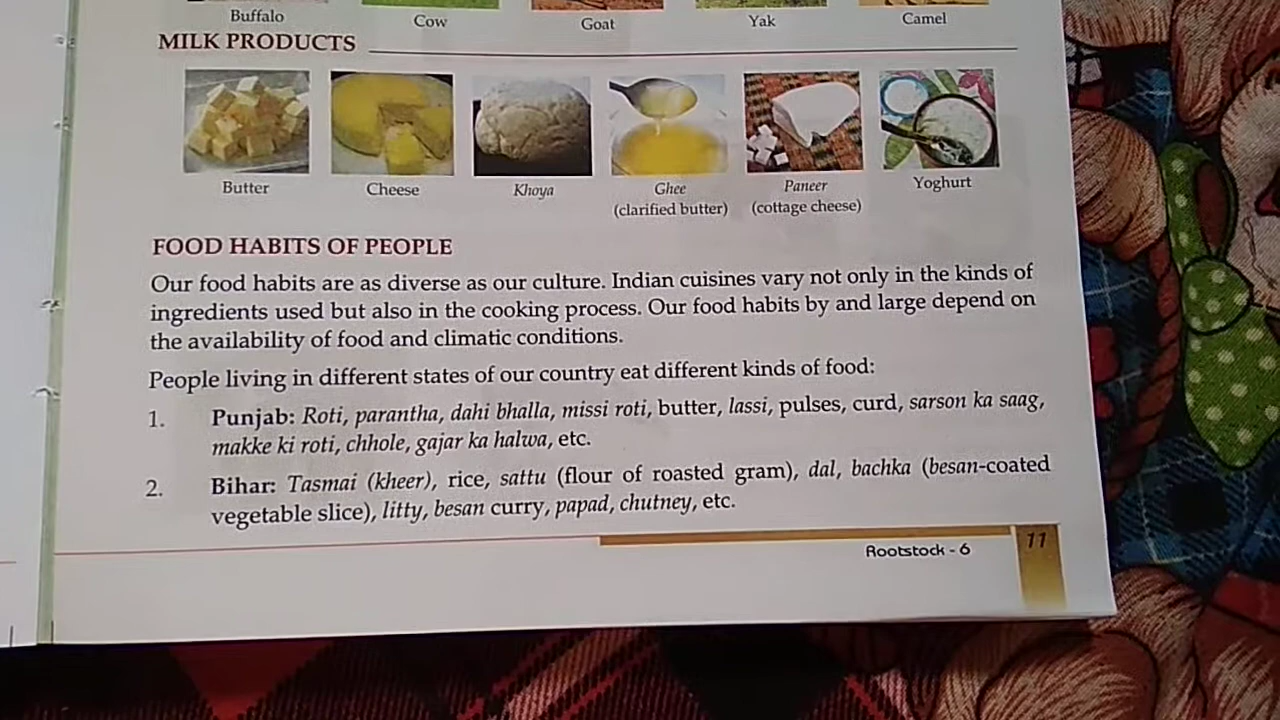 Buffalo Cow Goat Yak Camel
MILK PRODUCTS
Butter Cheese Khoya Ghee Paneer Yoghurt
(clarified butter) (cottage cheese)
FOOD HABITS OF PEOPLE
Our food habits are as diverse as our culture. Indian cuisines vary not only in the kinds of
ingredients used but also in the cooking process. Our food habits by and large depend on
the availability of food and climatic conditions.
People living in different states of our country eat different kinds of food:
1. Punjab: Roti, parantha, dahi bhalla, missi roti, butter, lassi, pulses, curd, sarson ka saag,
makke ki roti, chhole, gajar ka halwa, etc.
2. Bihar: Tasmai (kheer), rice, sattu (flour of roasted gram), dal, bachka (besan-coated
vegetable slice), litty, besan curry, papad, chutney, etc.
Rootstock - 6 11